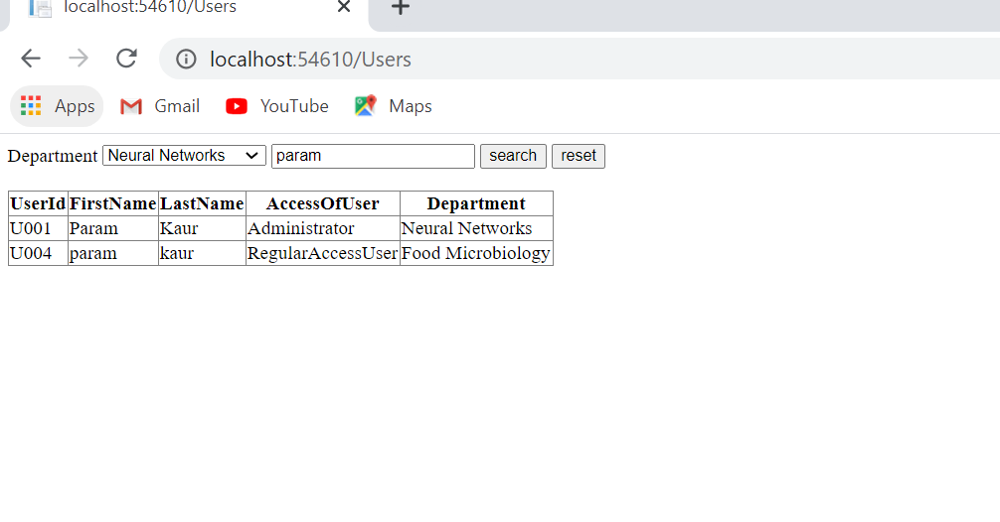 localhost:54610/Users
localhost:54610/Users
Apps Gmail YouTube Maps
Department Neural Networks param search reset
UserId FirstName LastName AccessOfUser Department
U001 Param Kaur Administrator Neural Networks
U004 param kaur RegularAccessUser Food Microbiology